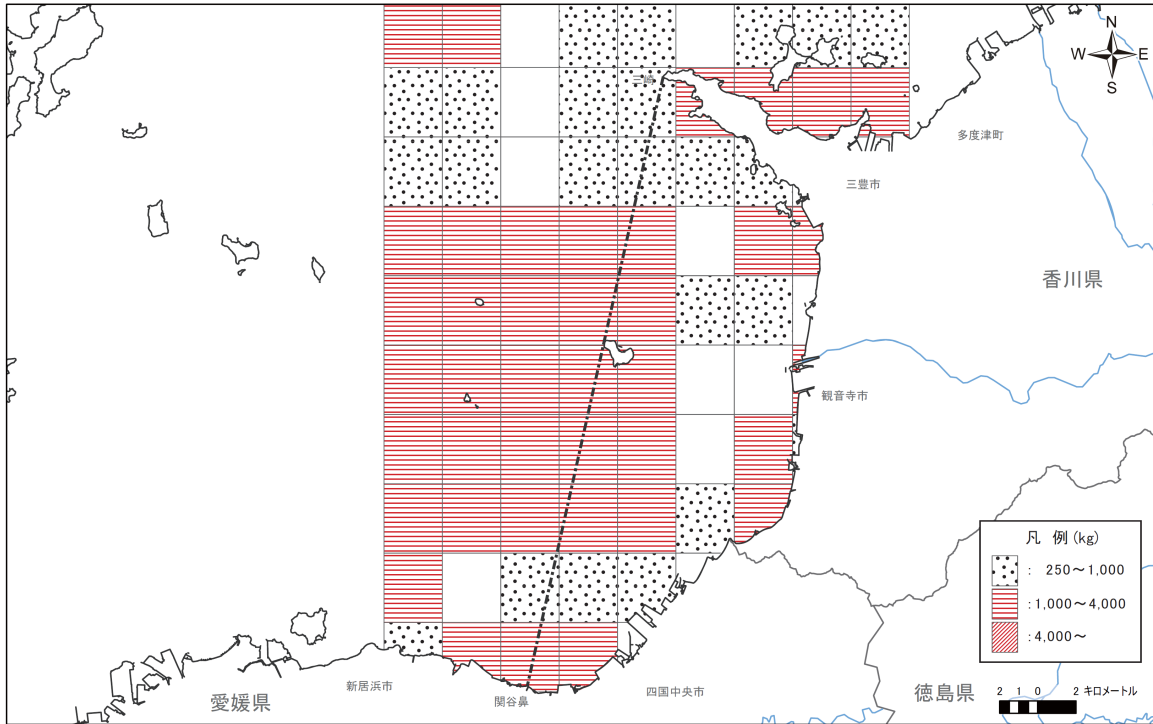 N
W E
S
三崎
多度津町
三豊市
香川県
観音寺市
凡 例 (kg)
: 250～1,000
:1,000～4,000
:4,000～
新居浜市
四国中央市
関谷鼻
愛媛県
徳島県
2 1 0 2 キロメートル